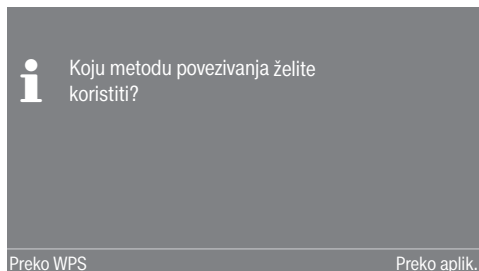 Koju metodu povezivanja želite
koristiti?
Preko WPS
Preko aplik.